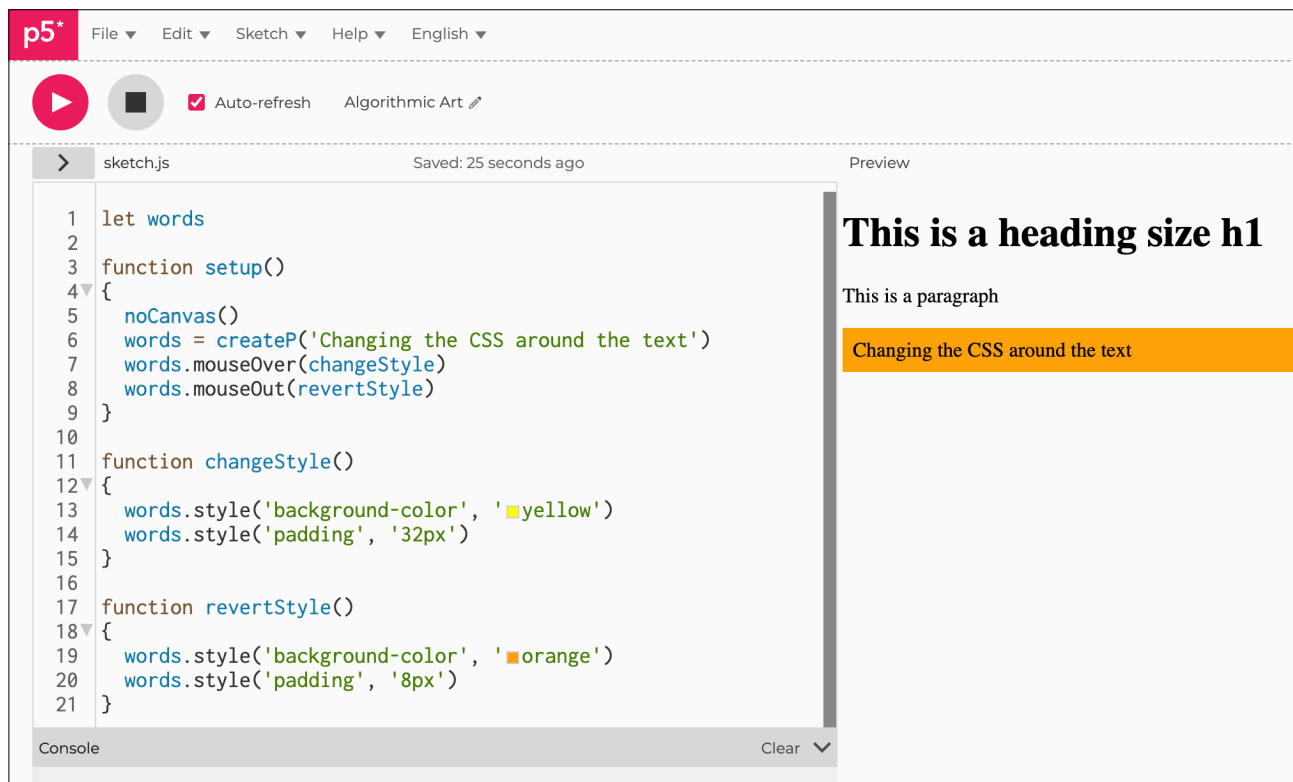 p5* File Edit Sketch Help English
Auto-refresh Algorithmic Art
sketch.js Saved: 25 seconds ago Preview
1 let words
2
3 function setup()
4 {
5   noCanvas()
6   words = createP('Changing the CSS around the text')
7   words.mouseOver(changeStyle)
8   words.mouseOut(revertStyle)
9 }
10
11 function changeStyle()
12 {
13   words.style('background-color', 'yellow')
14   words.style('padding', '32px')
15 }
16
17 function revertStyle()
18 {
19   words.style('background-color', 'orange')
20   words.style('padding', '8px')
21 }
Console Clear
This is a heading size h1
This is a paragraph
Changing the CSS around the text